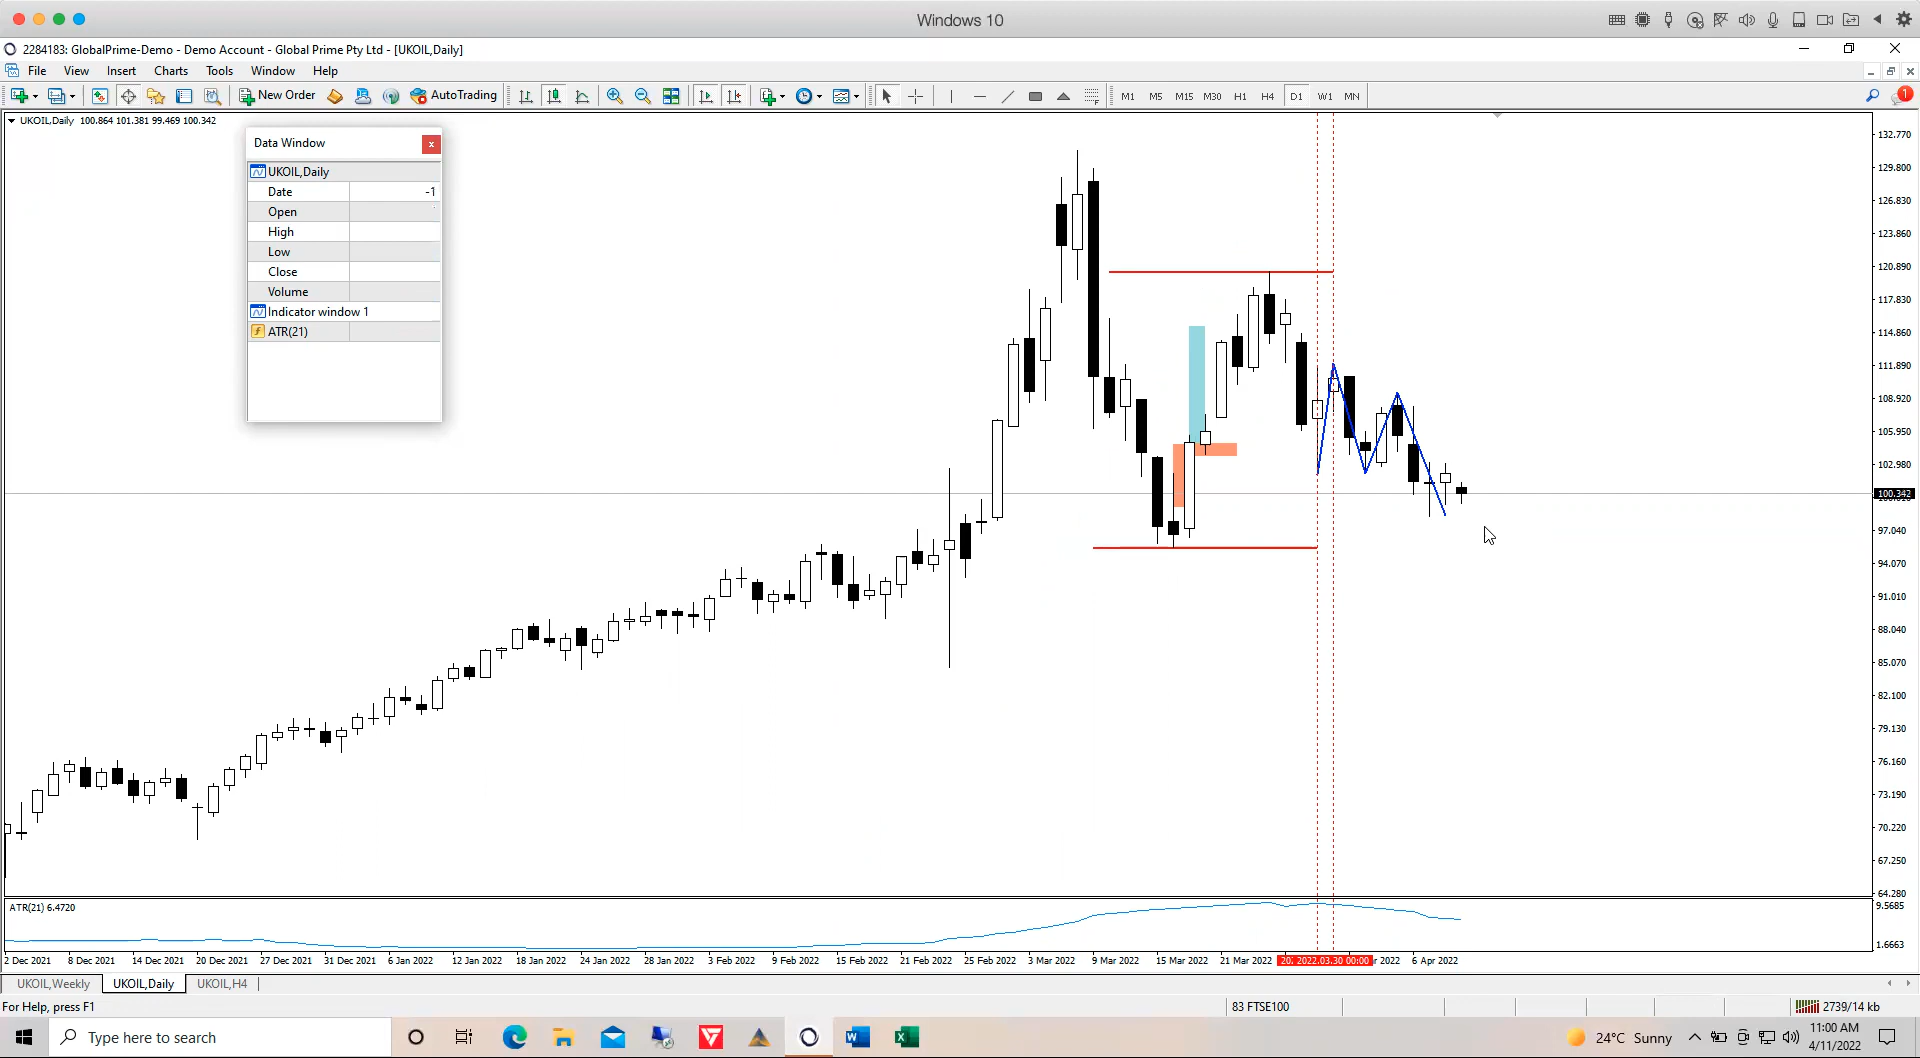 Windows 10
2284183: GlobalPrime-Demo - Demo Account - Global Prime Pty Ltd - [UKOIL,Daily]
File View Insert Charts Tools Window Help
New Order AutoTrading M1 M5 M15 M30 H1 H4 D1 W1 MN 1
UKOIL,Daily 100.864 101.381 99.469 100.342
Data Window
UKOIL,Daily
Date -1
Open
High
Low
Close
Volume
Indicator window 1
ATR(21)
132.770
129.800
126.830
123.860
120.890
117.830
114.860
111.890
108.920
105.950
102.980
100.342
97.040
94.070
91.010
88.040
85.070
82.100
79.130
76.160
73.190
70.220
67.250
64.280
ATR(21) 6.4720
9.5685
1.6663
2 Dec 2021 8 Dec 2021 14 Dec 2021 20 Dec 2021 27 Dec 2021 31 Dec 2021 6 Jan 2022 12 Jan 2022 18 Jan 2022 24 Jan 2022 28 Jan 2022 3 Feb 2022 9 Feb 2022 15 Feb 2022 21 Feb 2022 25 Feb 2022 3 Mar 2022 9 Mar 2022 15 Mar 2022 21 Mar 2022 2022.03.30 00:00 r 2022 6 Apr 2022
UKOIL,Weekly UKOIL,Daily UKOIL,H4
For Help, press F1 83 FTSE100 2739/14 kb
Type here to search 24°C Sunny 11:00 AM
4/11/2022